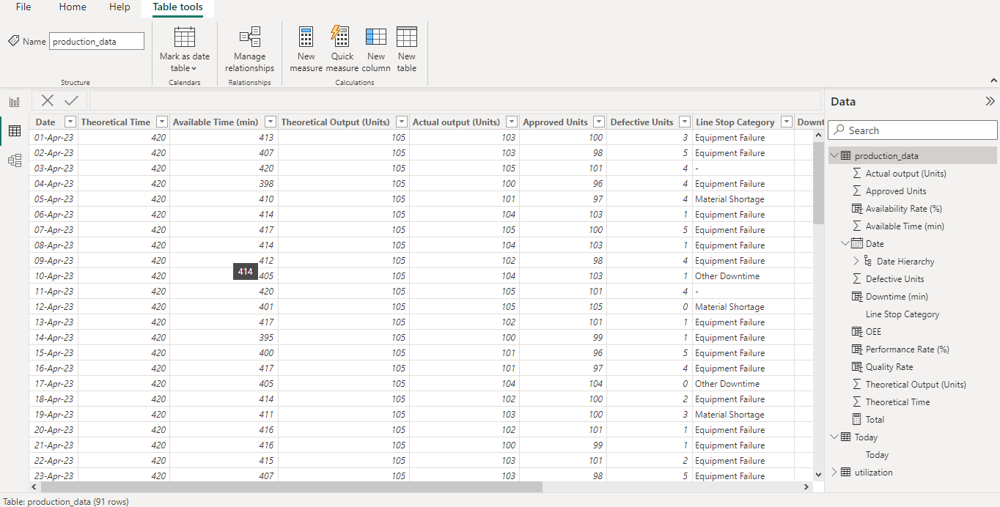 File Home Help Table tools
Name production_data
Mark as date table
Manage relationships
New measure
Quick measure
New column
New table
Structure Calendars Relationships Calculations
Data
Search
Date Theoretical Time Available Time (min) Theoretical Output (Units) Actual output (Units) Approved Units Defective Units Line Stop Category Downt
01-Apr-23 420 413 105 103 100 3 Equipment Failure
02-Apr-23 420 407 105 103 98 5 Equipment Failure
03-Apr-23 420 420 105 105 101 4 -
04-Apr-23 420 398 105 100 96 4 Equipment Failure
05-Apr-23 420 410 105 101 97 4 Material Shortage
06-Apr-23 420 414 105 104 103 1 Equipment Failure
07-Apr-23 420 417 105 105 100 5 Equipment Failure
08-Apr-23 420 414 105 104 103 1 Equipment Failure
09-Apr-23 420 412 105 102 98 4 Equipment Failure
414
10-Apr-23 420 405 105 104 103 1 Other Downtime
11-Apr-23 420 420 105 105 101 4 -
12-Apr-23 420 401 105 105 105 0 Material Shortage
13-Apr-23 420 417 105 102 101 1 Equipment Failure
14-Apr-23 420 395 105 100 99 1 Equipment Failure
15-Apr-23 420 400 105 101 96 5 Equipment Failure
16-Apr-23 420 417 105 101 97 4 Equipment Failure
17-Apr-23 420 405 105 104 104 0 Other Downtime
18-Apr-23 420 414 105 102 100 2 Equipment Failure
19-Apr-23 420 411 105 103 100 3 Material Shortage
20-Apr-23 420 416 105 102 101 1 Equipment Failure
21-Apr-23 420 416 105 100 99 1 Equipment Failure
22-Apr-23 420 415 105 103 101 2 Equipment Failure
23-Apr-23 420 407 105 103 98 5 Equipment Failure
production_data
Actual output (Units)
Approved Units
Availability Rate (%)
Available Time (min)
Date
Date Hierarchy
Defective Units
Downtime (min)
Line Stop Category
OEE
Performance Rate (%)
Quality Rate
Theoretical Output (Units)
Theoretical Time
Total
Today
Today
utilization
Table: production_data (91 rows)